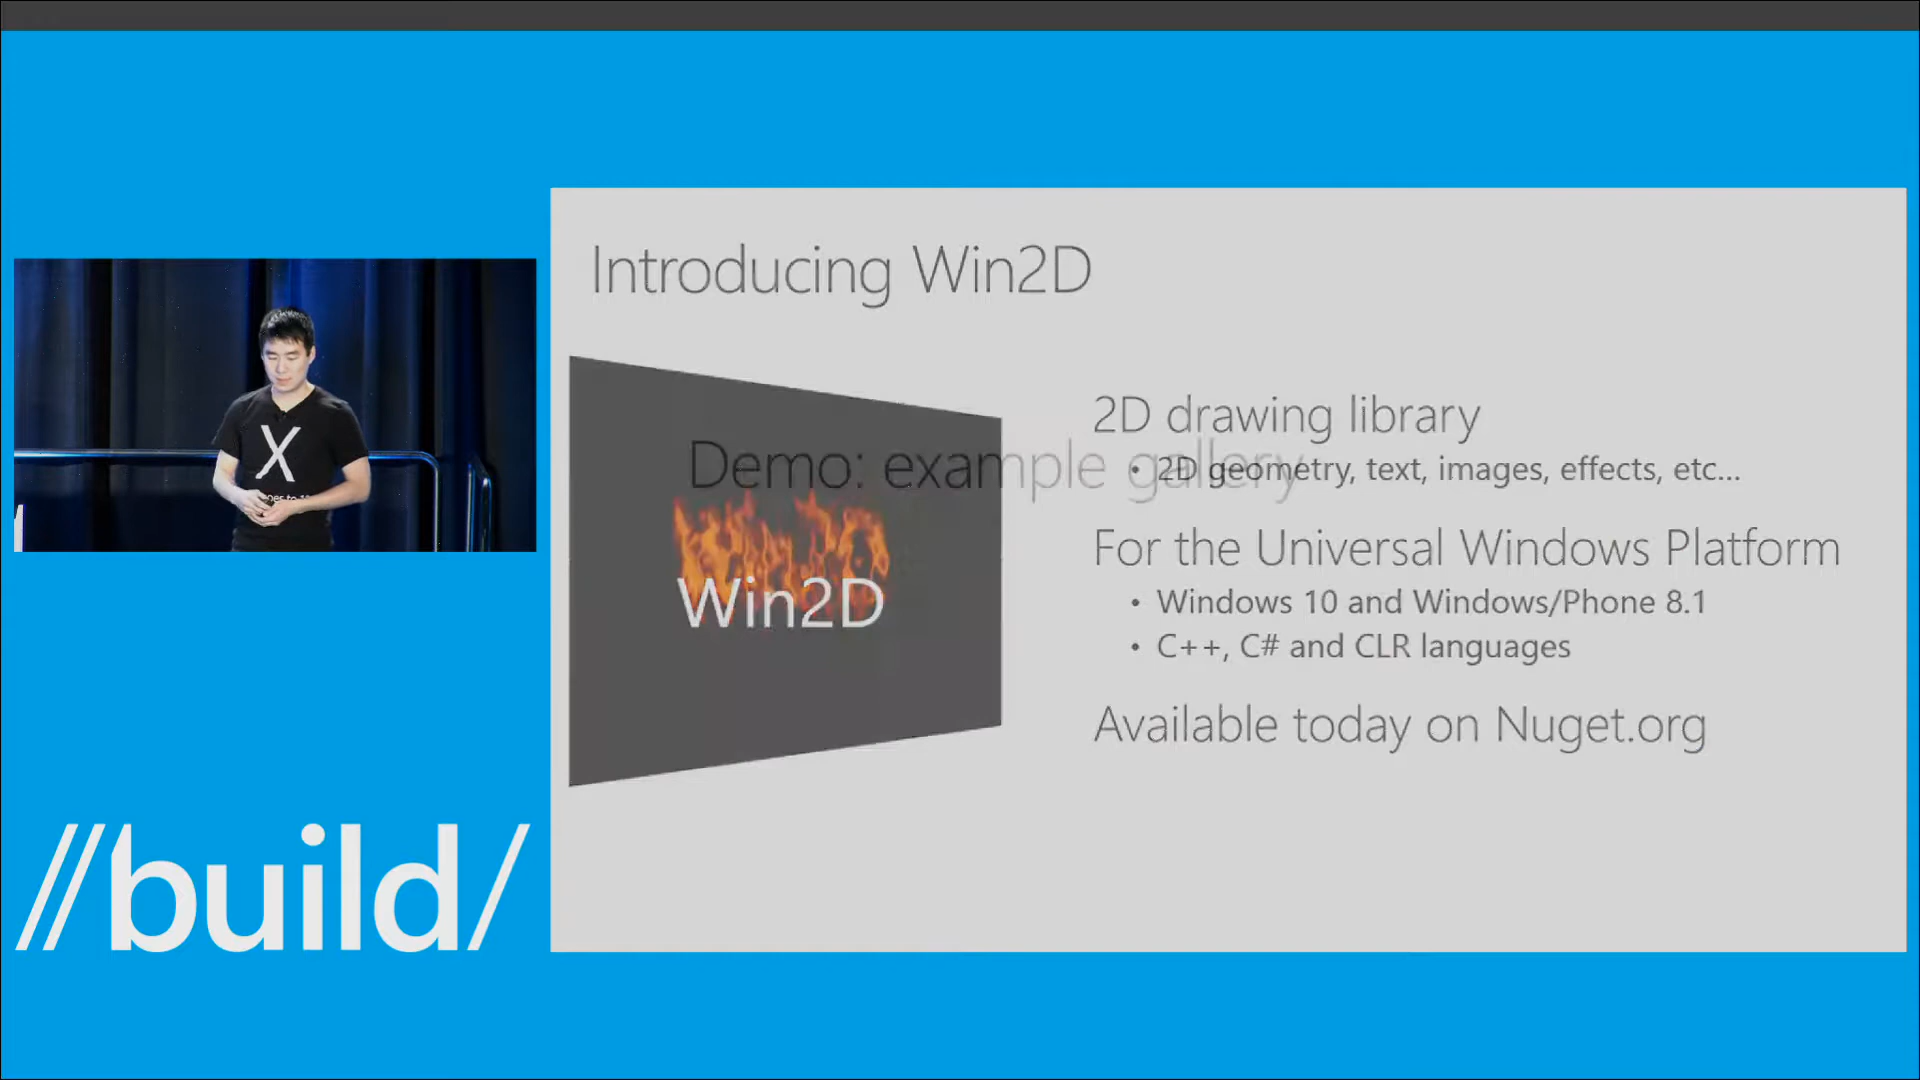 Introducing Win2D
2D drawing library
Demo: example gallery
• 2D geometry, text, images, effects, etc...
For the Universal Windows Platform
Win2D
Win2D
• Windows 10 and Windows/Phone 8.1
• C++, C# and CLR languages
Available today on Nuget.org
X
//build/